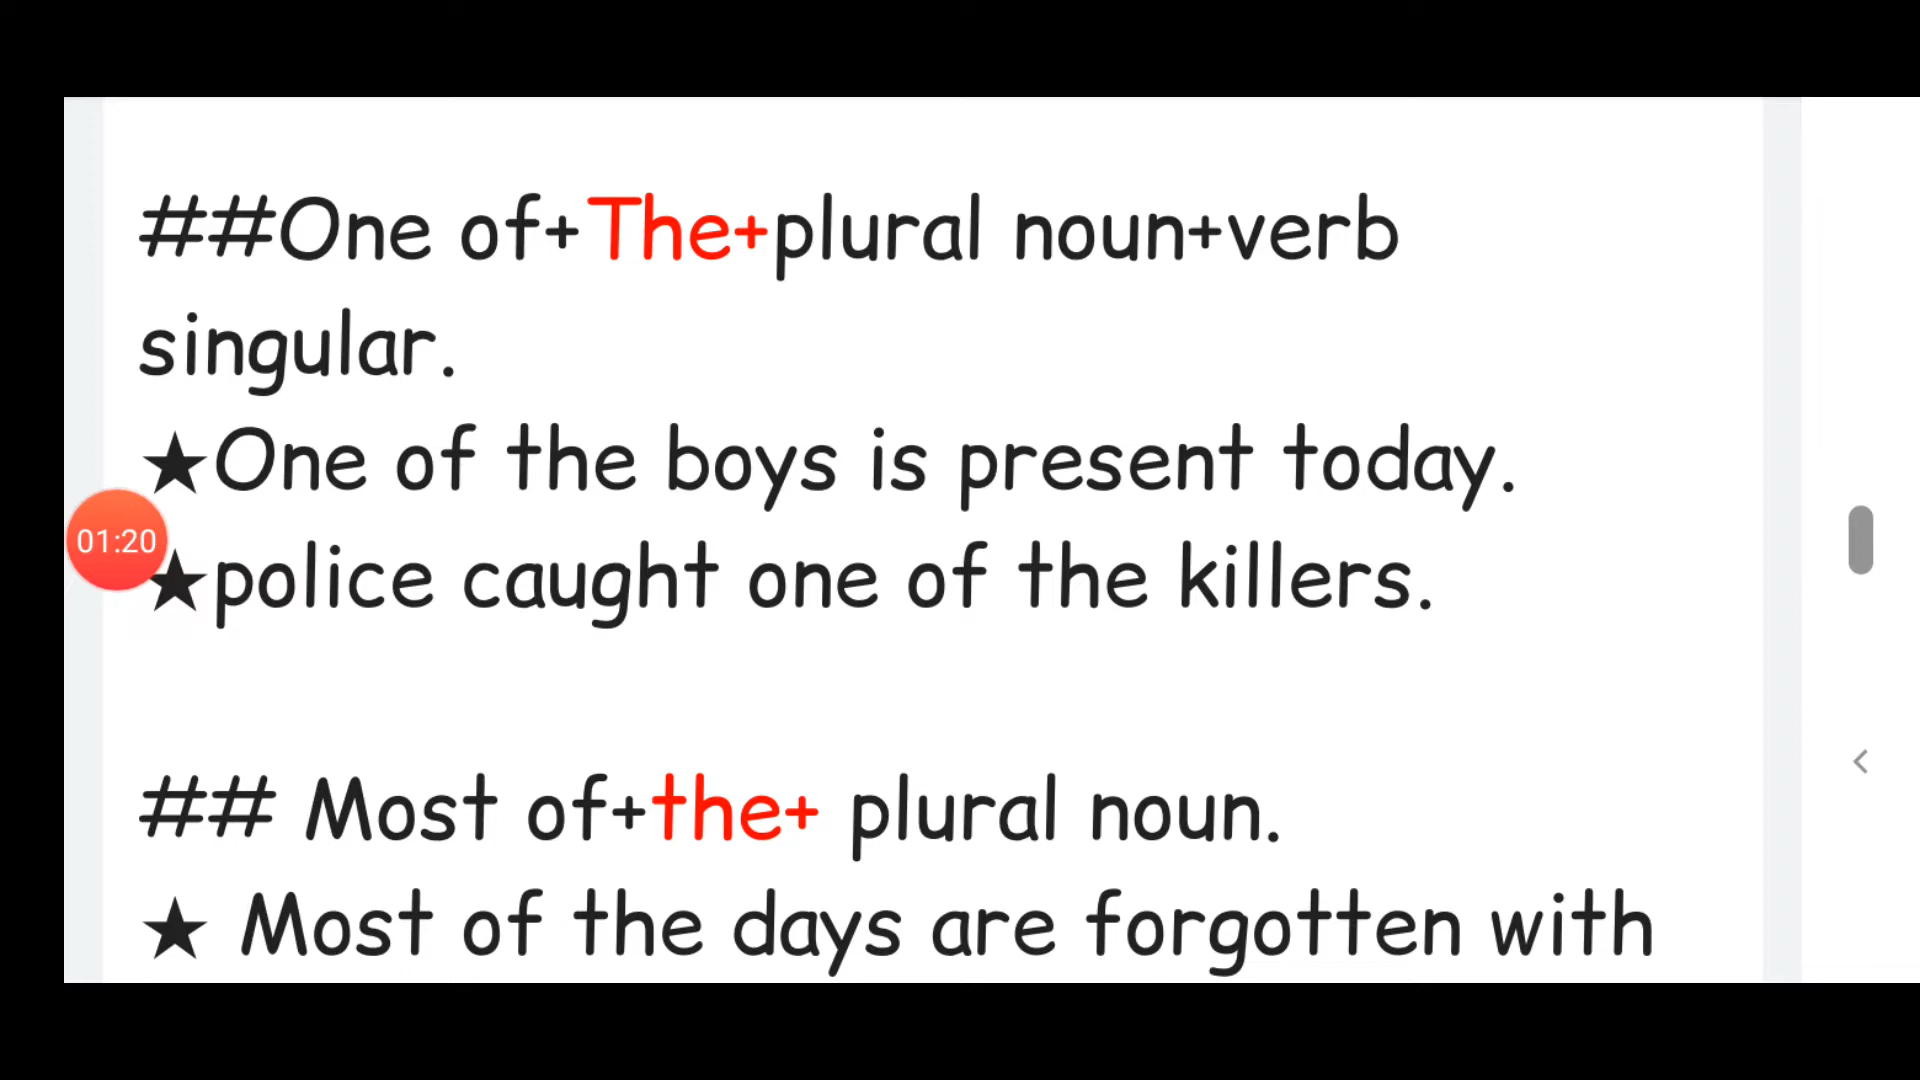 ##One of+The+plural noun+verb
singular.
★One of the boys is present today.
01:20
★police caught one of the killers.
## Most of+the+ plural noun.
★ Most of the days are forgotten with